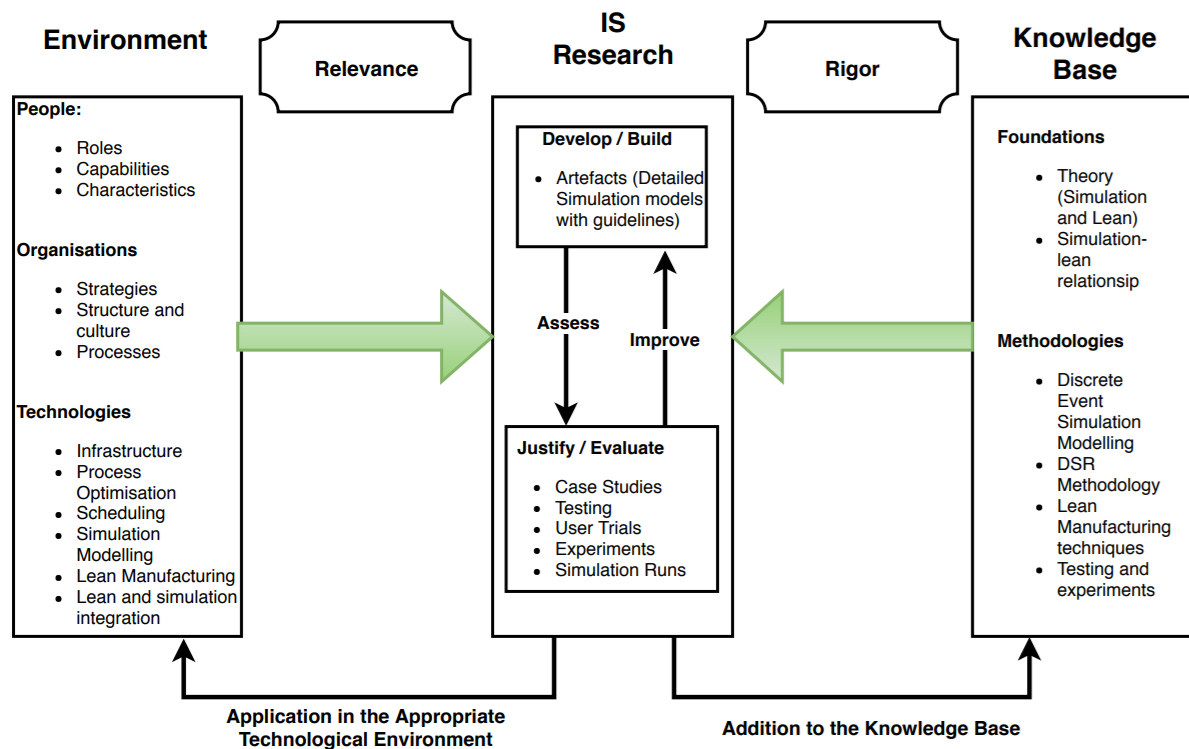 Environment
Relevance
IS
Research
Rigor
Knowledge
Base
People:
• Roles
• Capabilities
• Characteristics
Organisations
• Strategies
• Structure and
culture
• Processes
Technologies
• Infrastructure
• Process
Optimisation
• Scheduling
• Simulation
Modelling
• Lean Manufacturing
• Lean and simulation
integration
Develop / Build
• Artefacts (Detailed
Simulation models
with guidelines)
Assess
Improve
Justify / Evaluate
• Case Studies
• Testing
• User Trials
• Experiments
• Simulation Runs
Foundations
• Theory
(Simulation
and Lean)
• Simulation-
lean
relationsip
Methodologies
• Discrete
Event
Simulation
Modelling
• DSR
Methodology
• Lean
Manufacturing
techniques
• Testing and
experiments
Application in the Appropriate
Technological Environment
Addition to the Knowledge Base